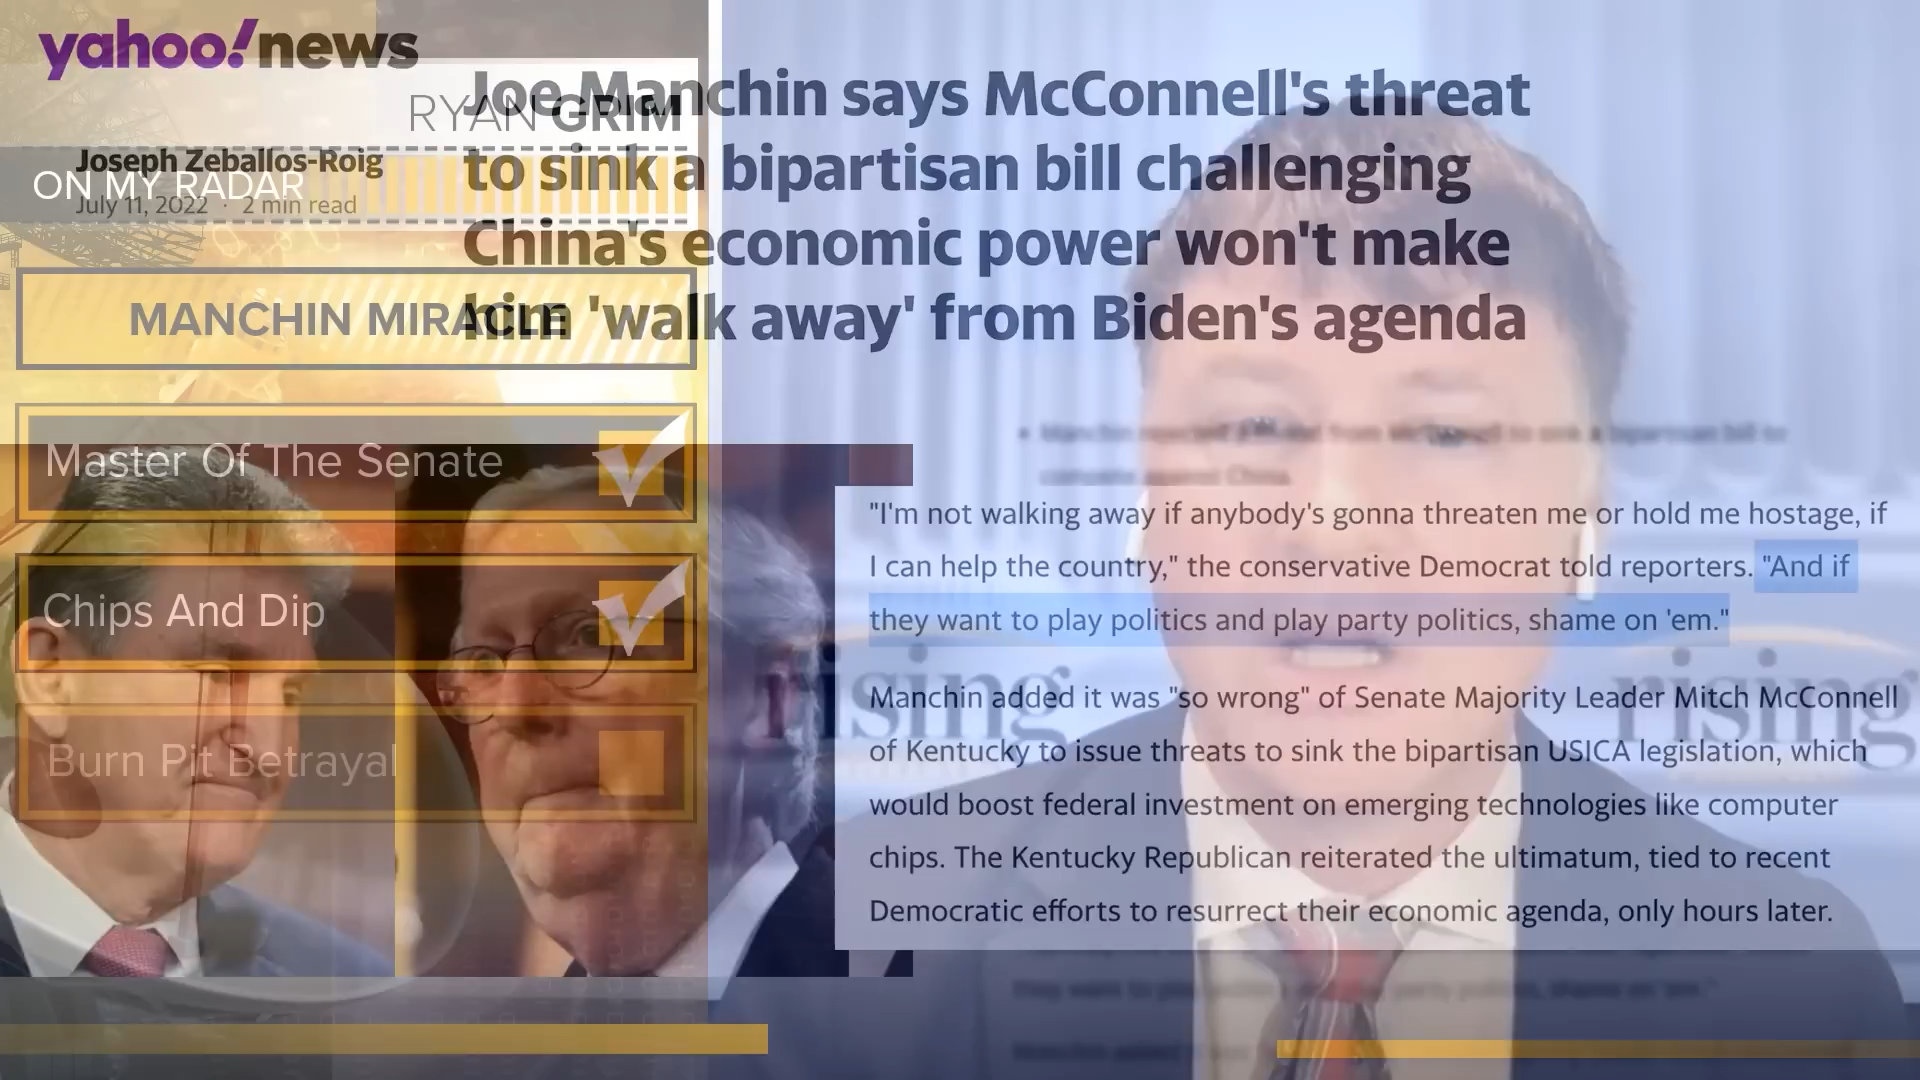 yahoo!news
RYAN GRIM
Joseph Zeballos-Roig
ON MY RADAR
July 11, 2022 · 2 min read
Joe Manchin says McConnell's threat
to sink a bipartisan bill challenging
China's economic power won't make
him 'walk away' from Biden's agenda
MANCHIN MIRACLE
Master Of The Senate
Chips And Dip
Burn Pit Betrayal
"I'm not walking away if anybody's gonna threaten me or hold me hostage, if
I can help the country," the conservative Democrat told reporters. "And if
they want to play politics and play party politics, shame on 'em."
Manchin added it was "so wrong" of Senate Majority Leader Mitch McConnell
of Kentucky to issue threats to sink the bipartisan USICA legislation, which
would boost federal investment on emerging technologies like computer
chips. The Kentucky Republican reiterated the ultimatum, tied to recent
Democratic efforts to resurrect their economic agenda, only hours later.
rising
rising